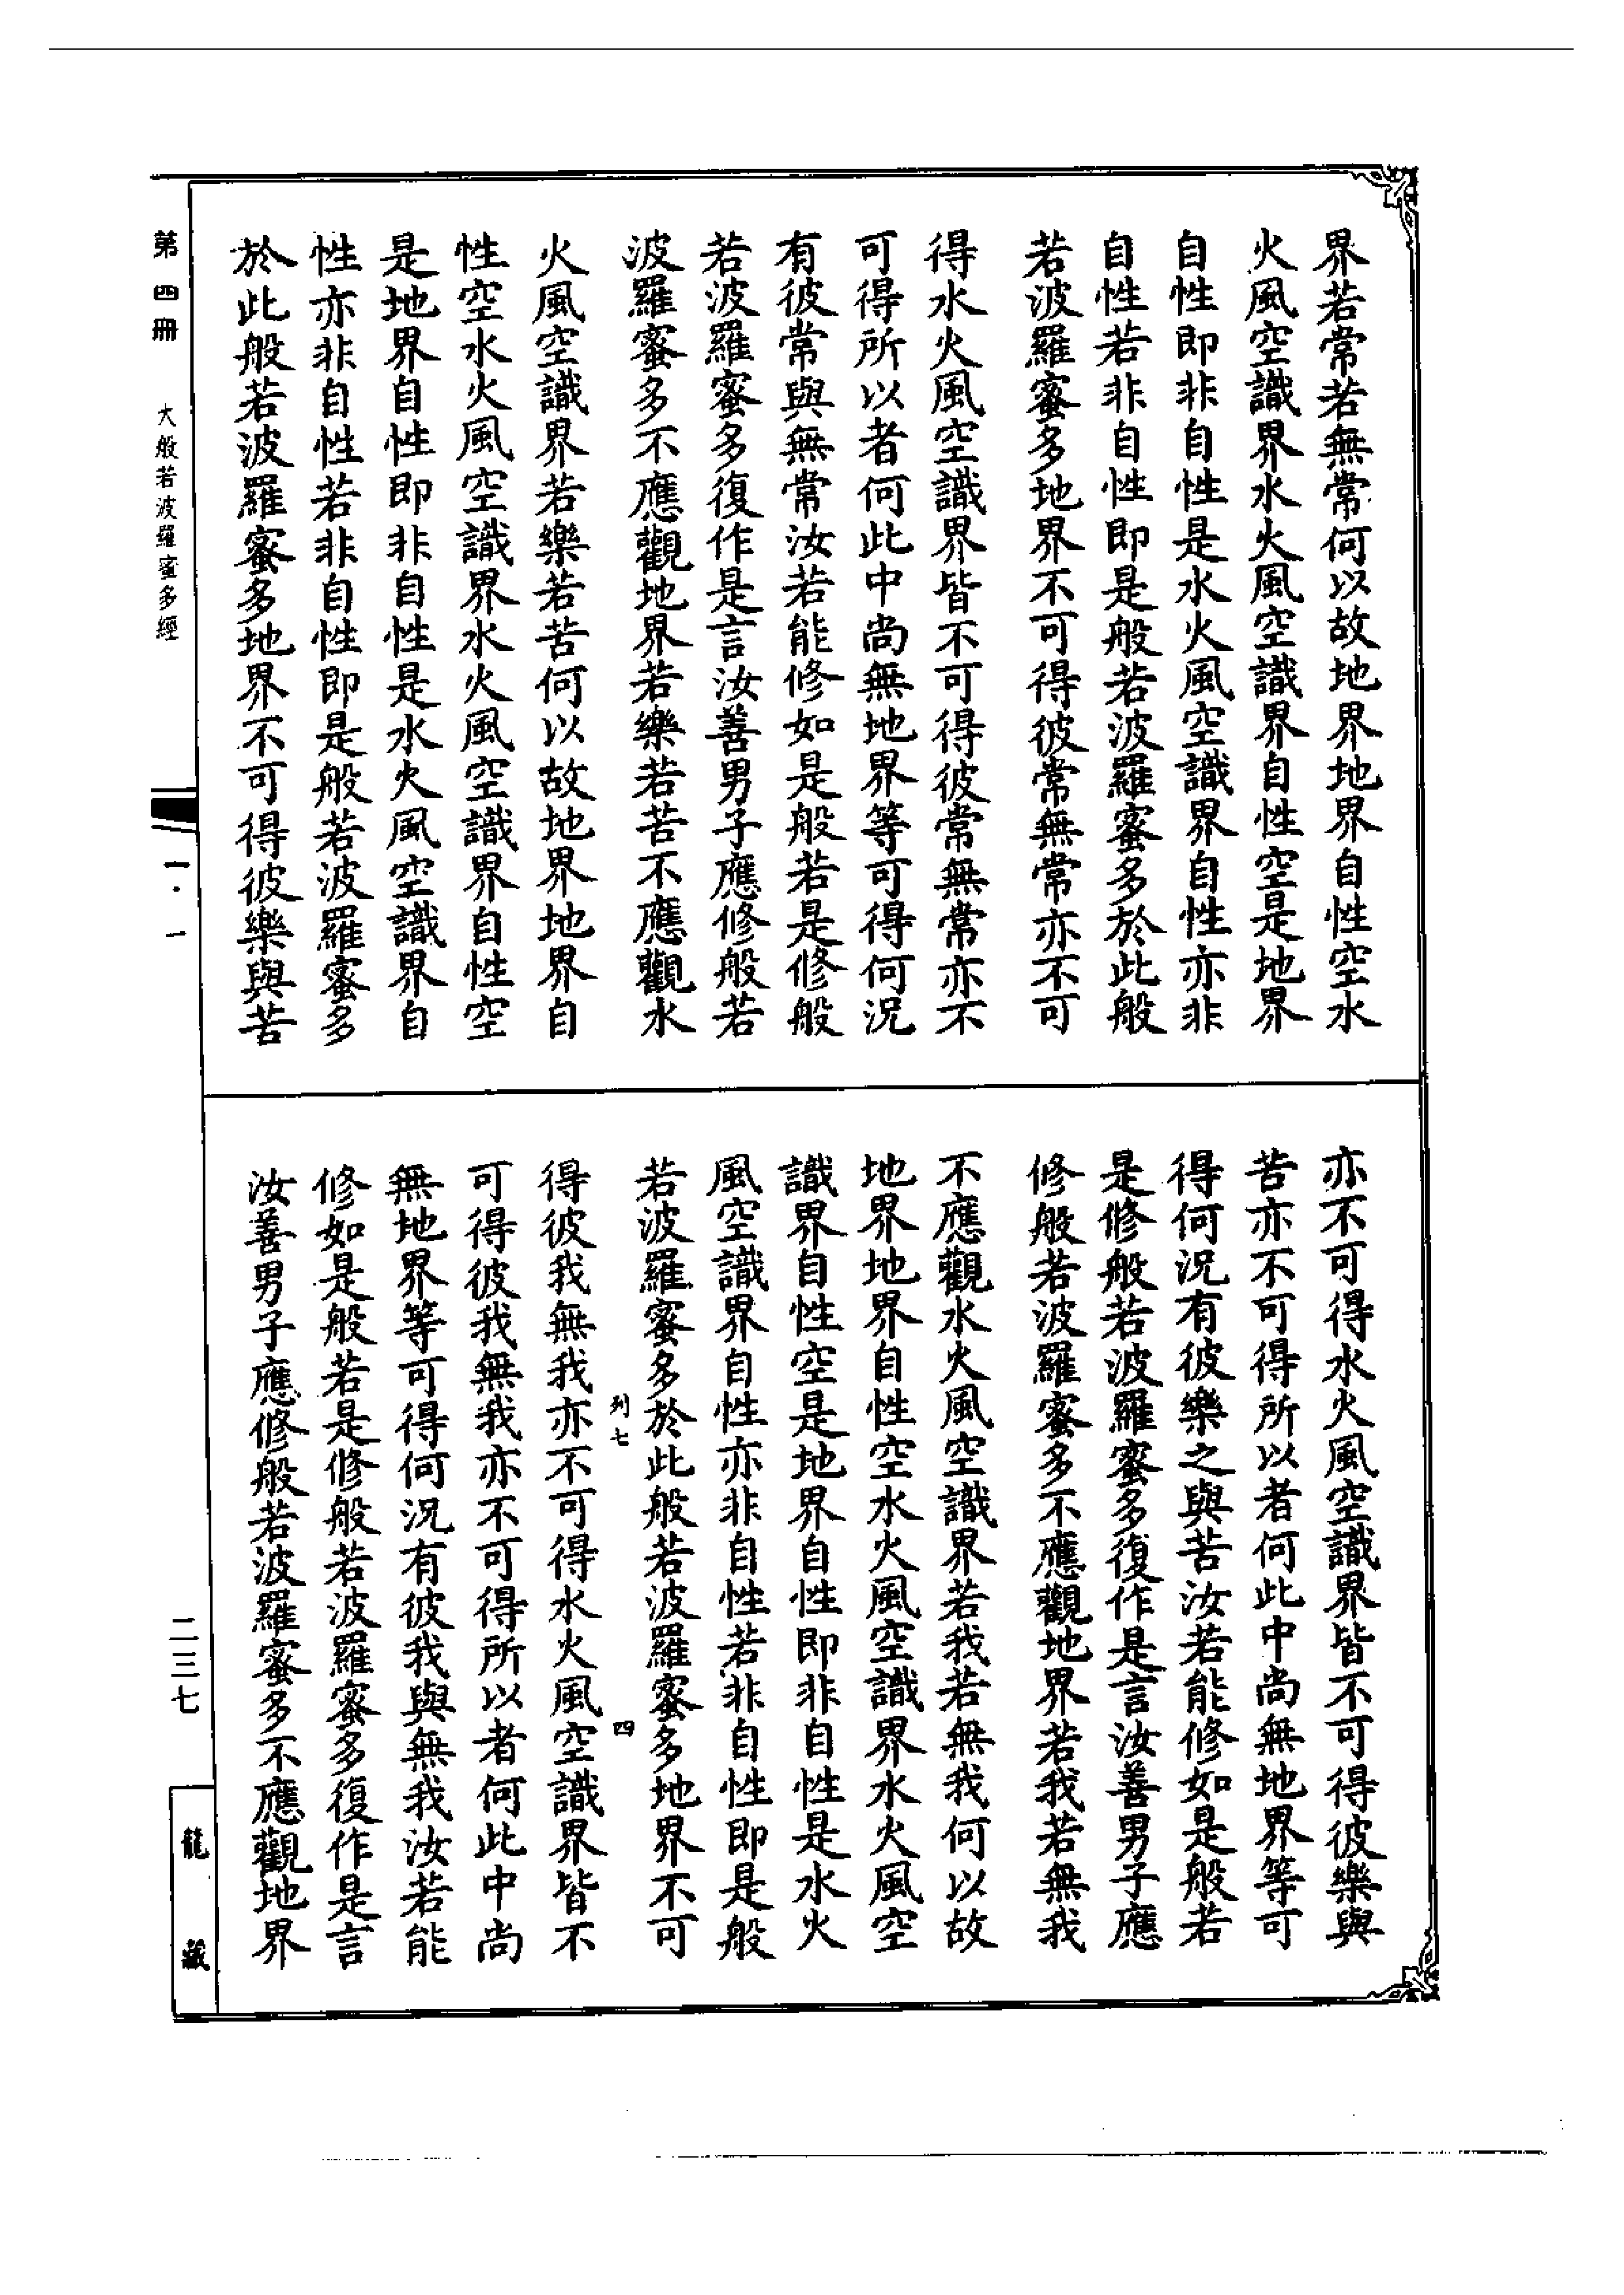 界若常若無常何以故地界地界自性空水
火風空識界水火風空識界自性空是地界
自性即非自性是水火風空識界自性亦非
自性若非自性即是般若波羅蜜多於此般
若波羅蜜多地界不可得彼常無常亦不可
得水火風空識界皆不可得彼常無常亦不
可得所以者何此中尚無地界等可得何況
有彼常與無常汝若能修如是般若是修般
若波羅蜜多復作是言汝善男子應修般若
波羅蜜多不應觀地界若樂若苦不應觀水
火風空識界若樂若苦何以故地界地界自
性空水火風空識界水火風空識界自性空
是地界自性即非自性是水火風空識界自
性亦非自性若非自性即是般若波羅蜜多
於此般若波羅蜜多地界不可得彼樂與苦
亦不可得水火風空識界皆不可得彼樂與
苦亦不可得所以者何此中尚無地界等可
得何況有彼樂之與苦汝若能修如是般若
是修般若波羅蜜多復作是言汝善男子應
修般若波羅蜜多不應觀地界若我若無我
不應觀水火風空識界若我若無我何以故
地界地界自性空水火風空識界水火風空
識界自性空是地界自性即非自性是水火
風空識界自性亦非自性若非自性即是般
若波羅蜜多於此般若波羅蜜多地界不可
列七 四
得彼我無我亦不可得水火風空識界皆不
可得彼我無我亦不可得所以者何此中尚
無地界等可得何況有彼我與無我汝若能
修如是般若是修般若波羅蜜多復作是言
汝善男子應修般若波羅蜜多不應觀地界
第四冊 大般若波羅蜜多經 一·一
二三七
龍藏